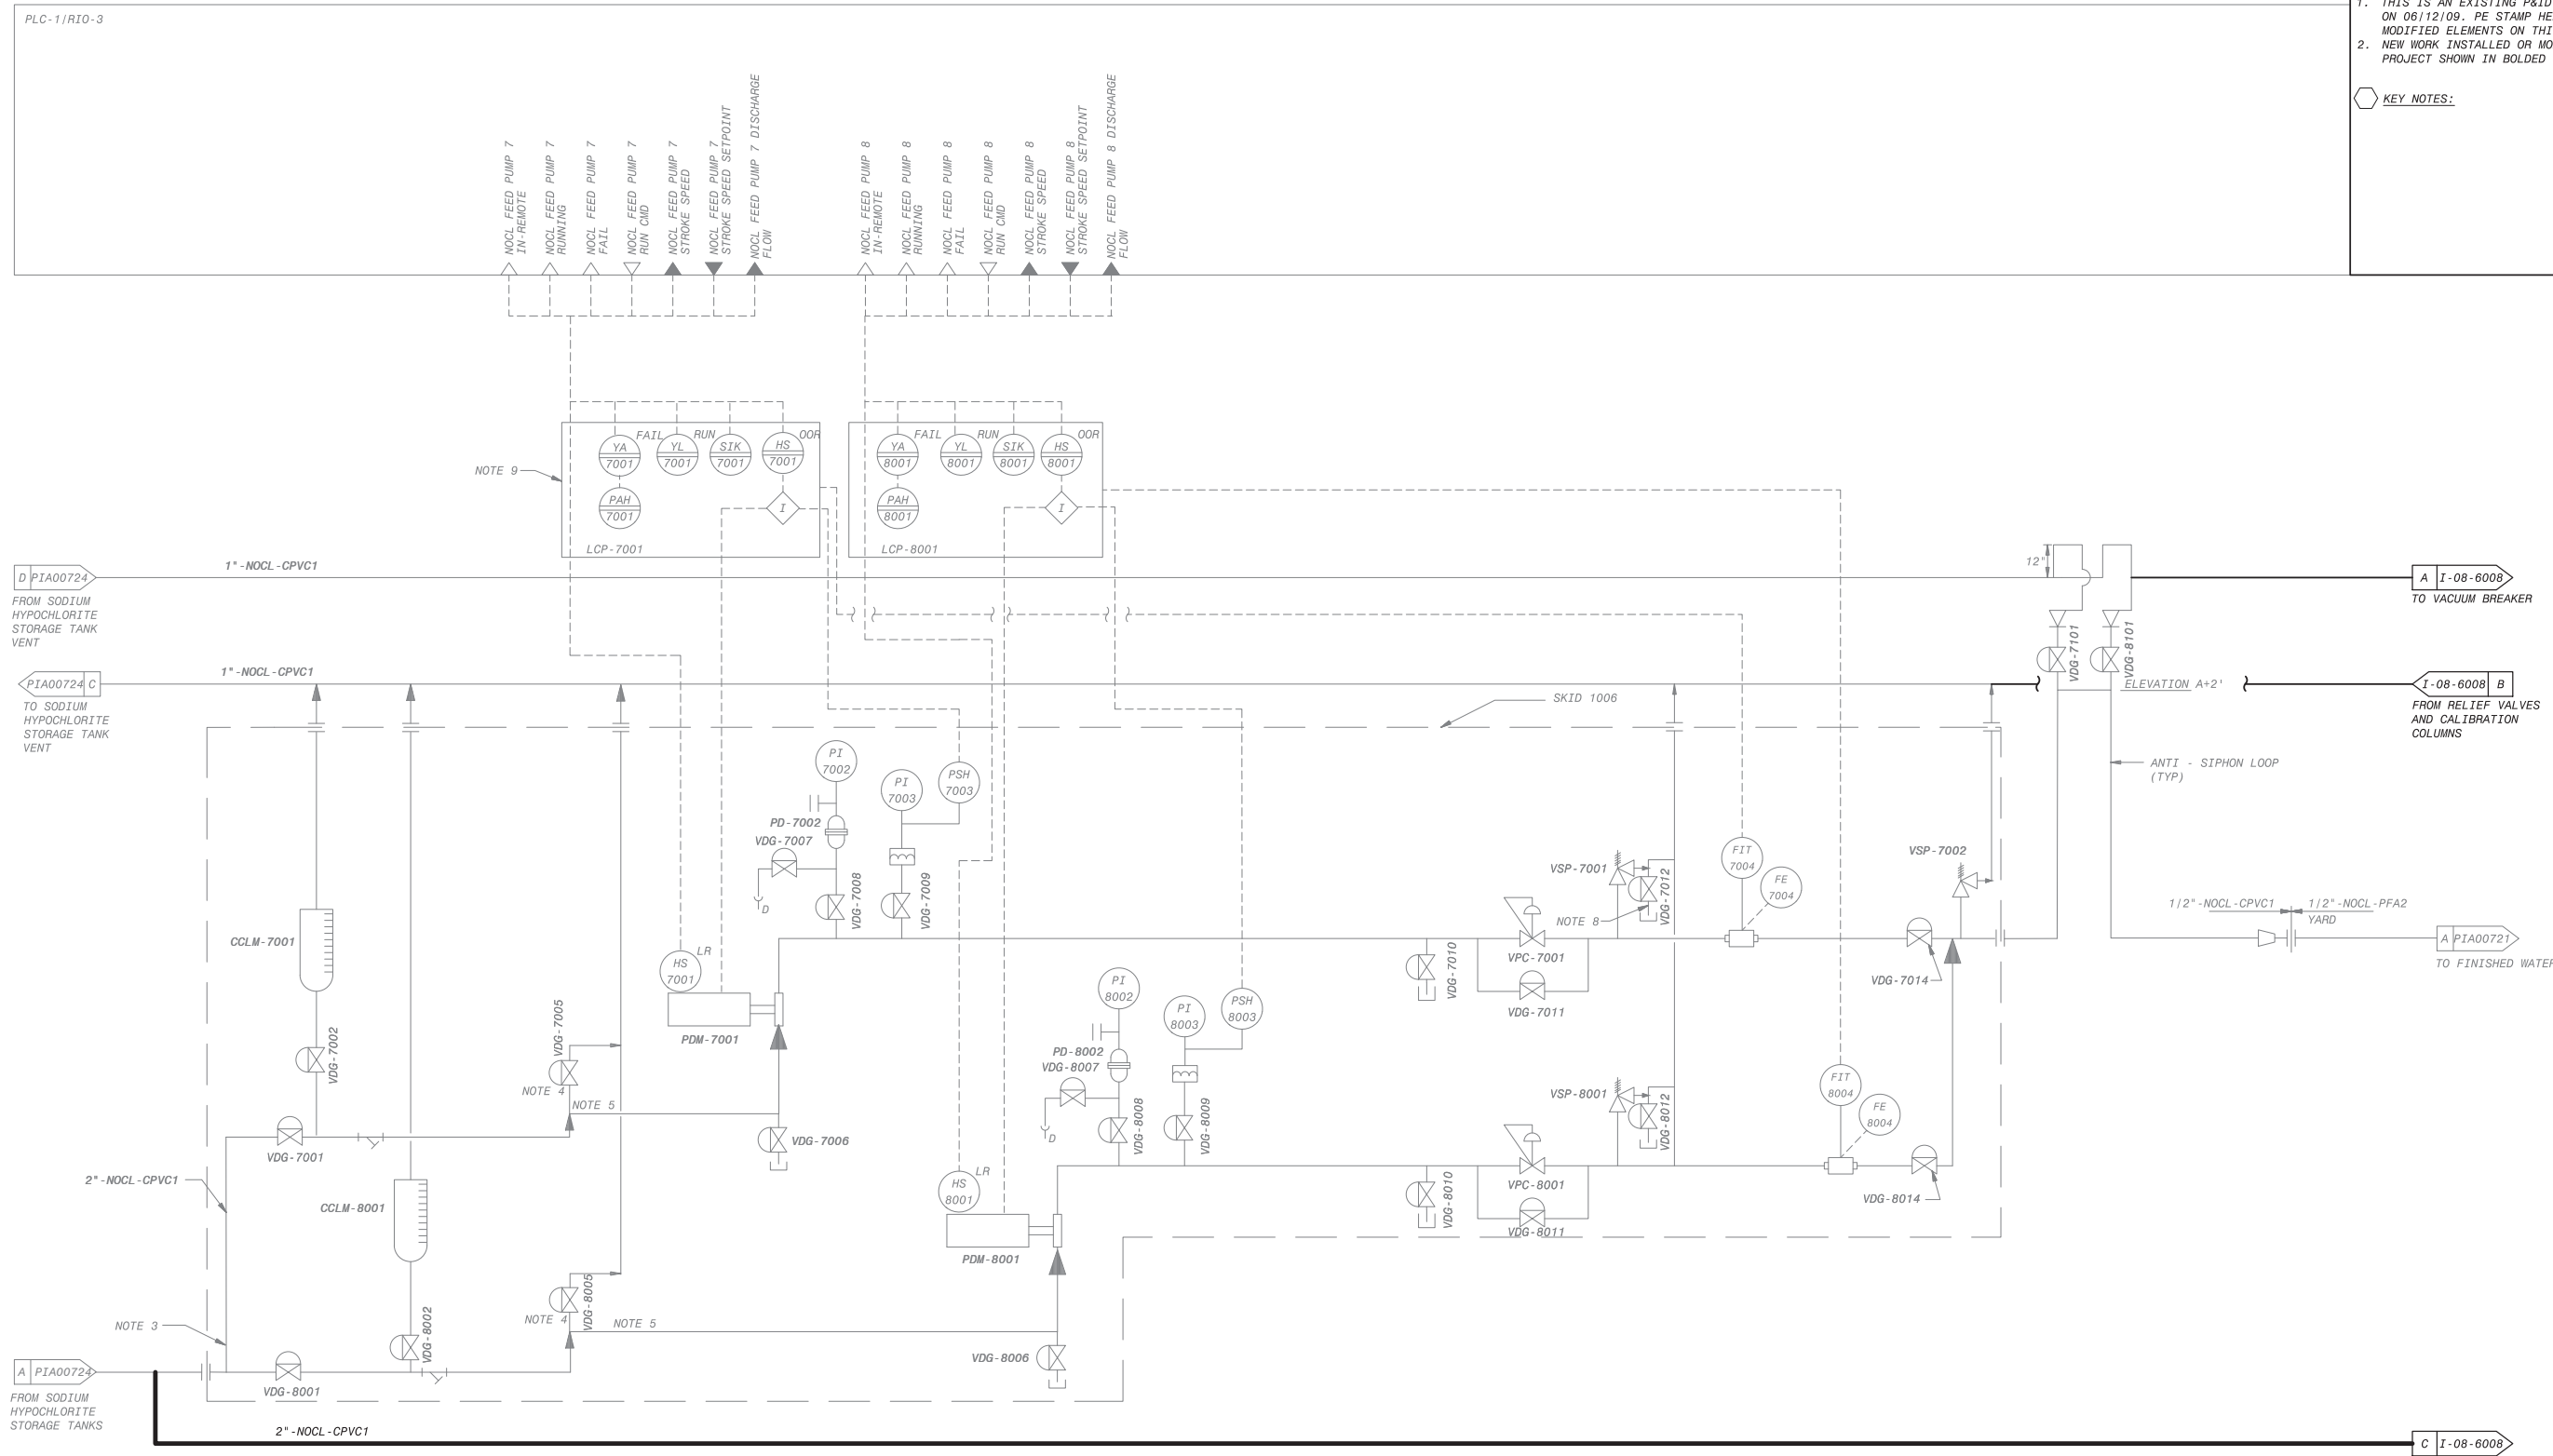 PLC-1/RIO-3
1. THIS IS AN EXISTING P&ID
ON 06/12/09. PE STAMP HE
MODIFIED ELEMENTS ON THI
2. NEW WORK INSTALLED OR MO
PROJECT SHOWN IN BOLDED
KEY NOTES:
NOCL FEED PUMP 7
IN-REMOTE
NOCL FEED PUMP 7
RUNNING
NOCL FEED PUMP 7
FAIL
NOCL FEED PUMP 7
RUN CMD
NOCL FEED PUMP 7
STROKE SPEED
NOCL FEED PUMP 7
STROKE SPEED SETPOINT
NOCL FEED PUMP 7 DISCHARGE
FLOW
NOCL FEED PUMP 8
IN-REMOTE
NOCL FEED PUMP 8
RUNNING
NOCL FEED PUMP 8
FAIL
NOCL FEED PUMP 8
RUN CMD
NOCL FEED PUMP 8
STROKE SPEED
NOCL FEED PUMP 8
STROKE SPEED SETPOINT
NOCL FEED PUMP 8 DISCHARGE
FLOW
NOTE 9
YA
7001
FAIL
YL
7001
RUN
SIK
7001
HS
7001
OOR
PAH
7001
I
LCP-7001
YA
8001
FAIL
YL
8001
RUN
SIK
8001
HS
8001
OOR
PAH
8001
I
LCP-8001
D PIA00724
FROM SODIUM
HYPOCHLORITE
STORAGE TANK
VENT
1"-NOCL-CPVC1
12"
A I-08-6008
TO VACUUM BREAKER
VDG-7101
VDG-8101
PIA00724 C
TO SODIUM
HYPOCHLORITE
STORAGE TANK
VENT
1"-NOCL-CPVC1
SKID 1006
ELEVATION A+2'
I-08-6008 B
FROM RELIEF VALVES
AND CALIBRATION
COLUMNS
ANTI - SIPHON LOOP
(TYP)
PI
7002
PI
7003
PSH
7003
PD-7002
VDG-7007
D
VDG-7008
VDG-7009
VSP-7001
VDG-7012
NOTE 8
FIT
7004
FE
7004
VSP-7002
1/2"-NOCL-CPVC1
1/2"-NOCL-PFA2
YARD
A PIA00721
TO FINISHED WATER
CCLM-7001
HS
7001
LR
PDM-7001
VDG-7010
VPC-7001
VDG-7011
VDG-7014
VDG-7002
VDG-7005
NOTE 4
NOTE 5
VDG-7006
VDG-7001
PI
8002
PI
8003
PSH
8003
PD-8002
VDG-8007
D
VDG-8008
VDG-8009
VSP-8001
VDG-8012
FIT
8004
FE
8004
2"-NOCL-CPVC1
CCLM-8001
HS
8001
LR
PDM-8001
VDG-8010
VPC-8001
VDG-8011
VDG-8014
VDG-8002
VDG-8005
NOTE 4
NOTE 5
NOTE 3
VDG-8006
A PIA00724
FROM SODIUM
HYPOCHLORITE
STORAGE TANKS
VDG-8001
2"-NOCL-CPVC1
C I-08-6008